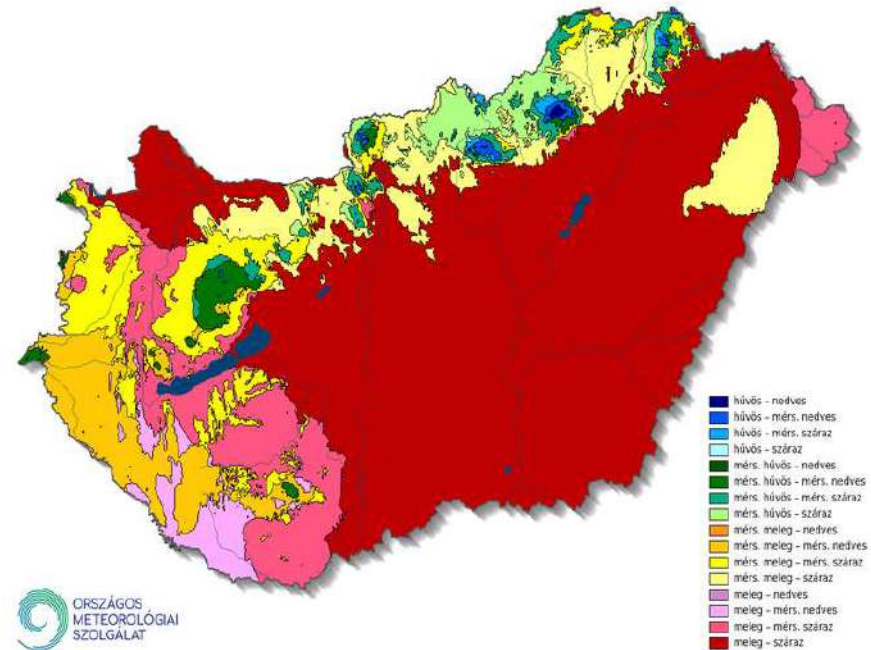 hűvös - nedves
hűvös - mérs. nedves
hűvös - mérs. száraz
hűvös - száraz
mérs. hűvös - nedves
mérs. hűvös - mérs. nedves
mérs. hűvös - mérs. száraz
mérs. hűvös - száraz
mérs. meleg - nedves
mérs. meleg - mérs. nedves
mérs. meleg - mérs. száraz
mérs. meleg - száraz
meleg - nedves
meleg - mérs. nedves
meleg - mérs. száraz
meleg - száraz
ORSZÁGOS
METEOROLÓGIAI
SZOLGÁLAT